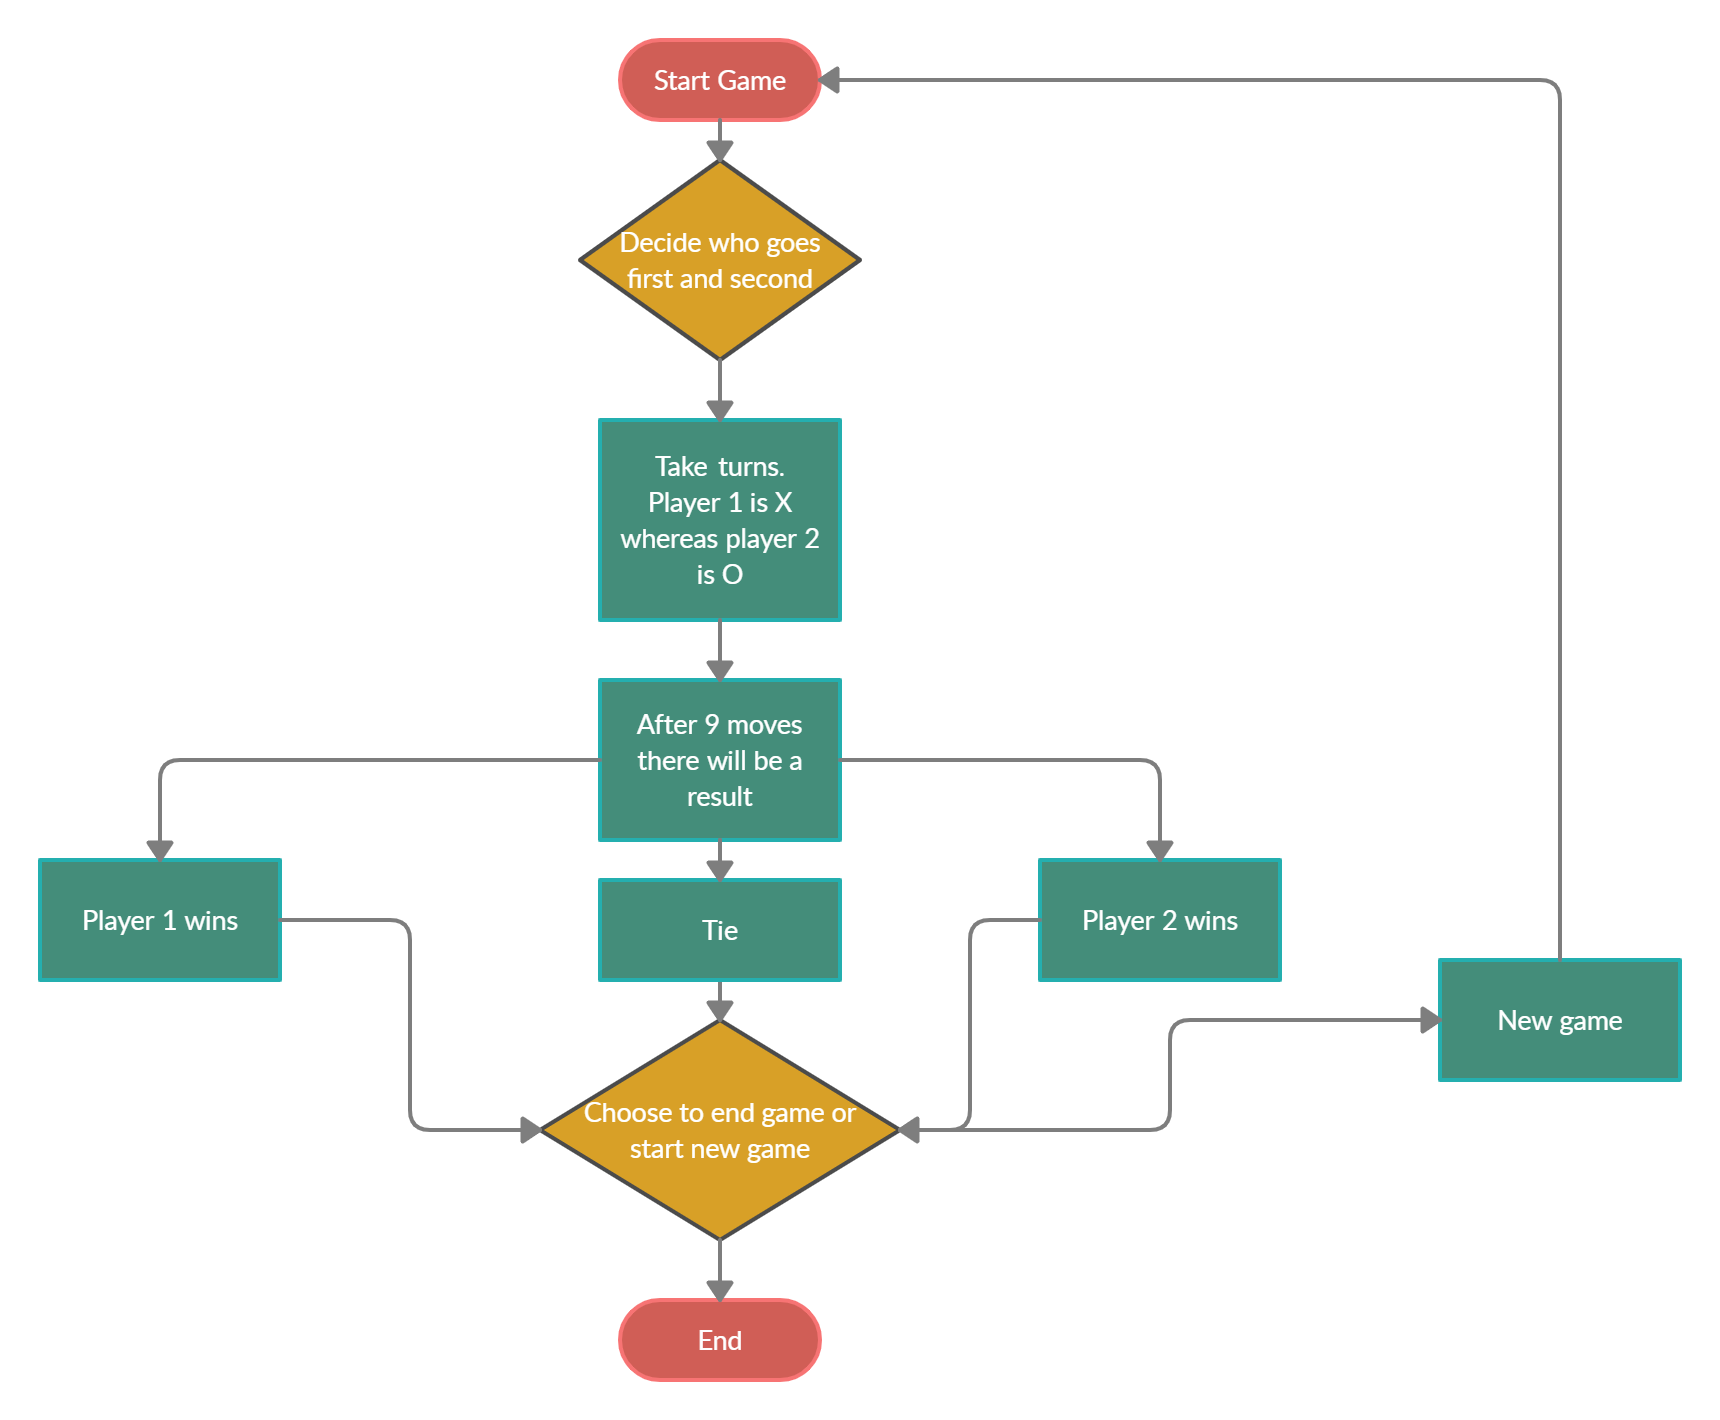 Start Game
Decide who goes
first and second
Take turns.
Player 1 is X
whereas player 2
is O
After 9 moves
there will be a
result
Player 1 wins
Tie
Player 2 wins
New game
Choose to end game or
start new game
End